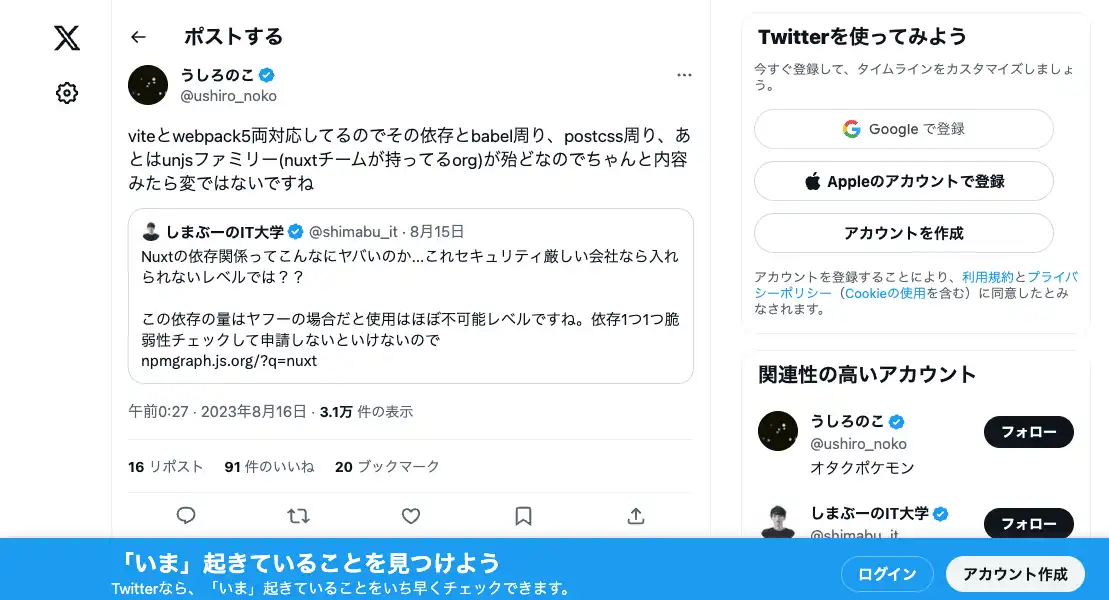 ポストする
うしろのこ
@ushiro_noko
viteとwebpack5両対応してるのでその依存とbabel周り、postcss周り、あ
とはunjsファミリー(nuxtチームが持ってるorg)が殆どなのでちゃんと内容
みたら変ではないですね
しまぶーのIT大学 @shimabu_it · 8月15日
Nuxtの依存関係ってこんなにヤバいのか...これセキュリティ厳しい会社なら入れ
られないレベルでは？？
この依存の量はヤフーの場合だと使用はほぼ不可能レベルですね。依存1つ1つ脆
弱性チェックして申請しないといけないので
npmgraph.js.org/?q=nuxt
午前0:27 · 2023年8月16日 · 3.1万 件の表示
16 リポスト 91 件のいいね 20 ブックマーク
Twitterを使ってみよう
今すぐ登録して、タイムラインをカスタマイズしましょ
う。
Google で登録
Appleのアカウントで登録
アカウントを作成
アカウントを登録することにより、利用規約とプライバ
シーポリシー（Cookieの使用を含む）に同意したとみ
なされます。
関連性の高いアカウント
うしろのこ
@ushiro_noko
フォロー
オタクポケモン
しまぶーのIT大学
@shimabu_it
フォロー
「いま」起きていることを見つけよう
Twitterなら、「いま」起きていることをいち早くチェックできます。
ログイン
アカウント作成